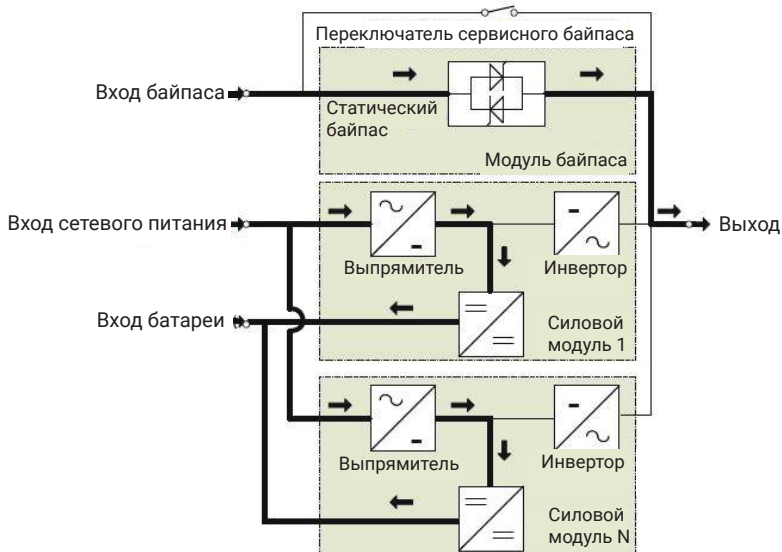 Переключатель сервисного байпаса
Вход байпаса
Статический
байпас
Модуль байпаса
Вход сетевого питания
Выход
Выпрямитель
Инвертор
Вход батареи
Силовой
модуль 1
Выпрямитель
Инвертор
Силовой
модуль N